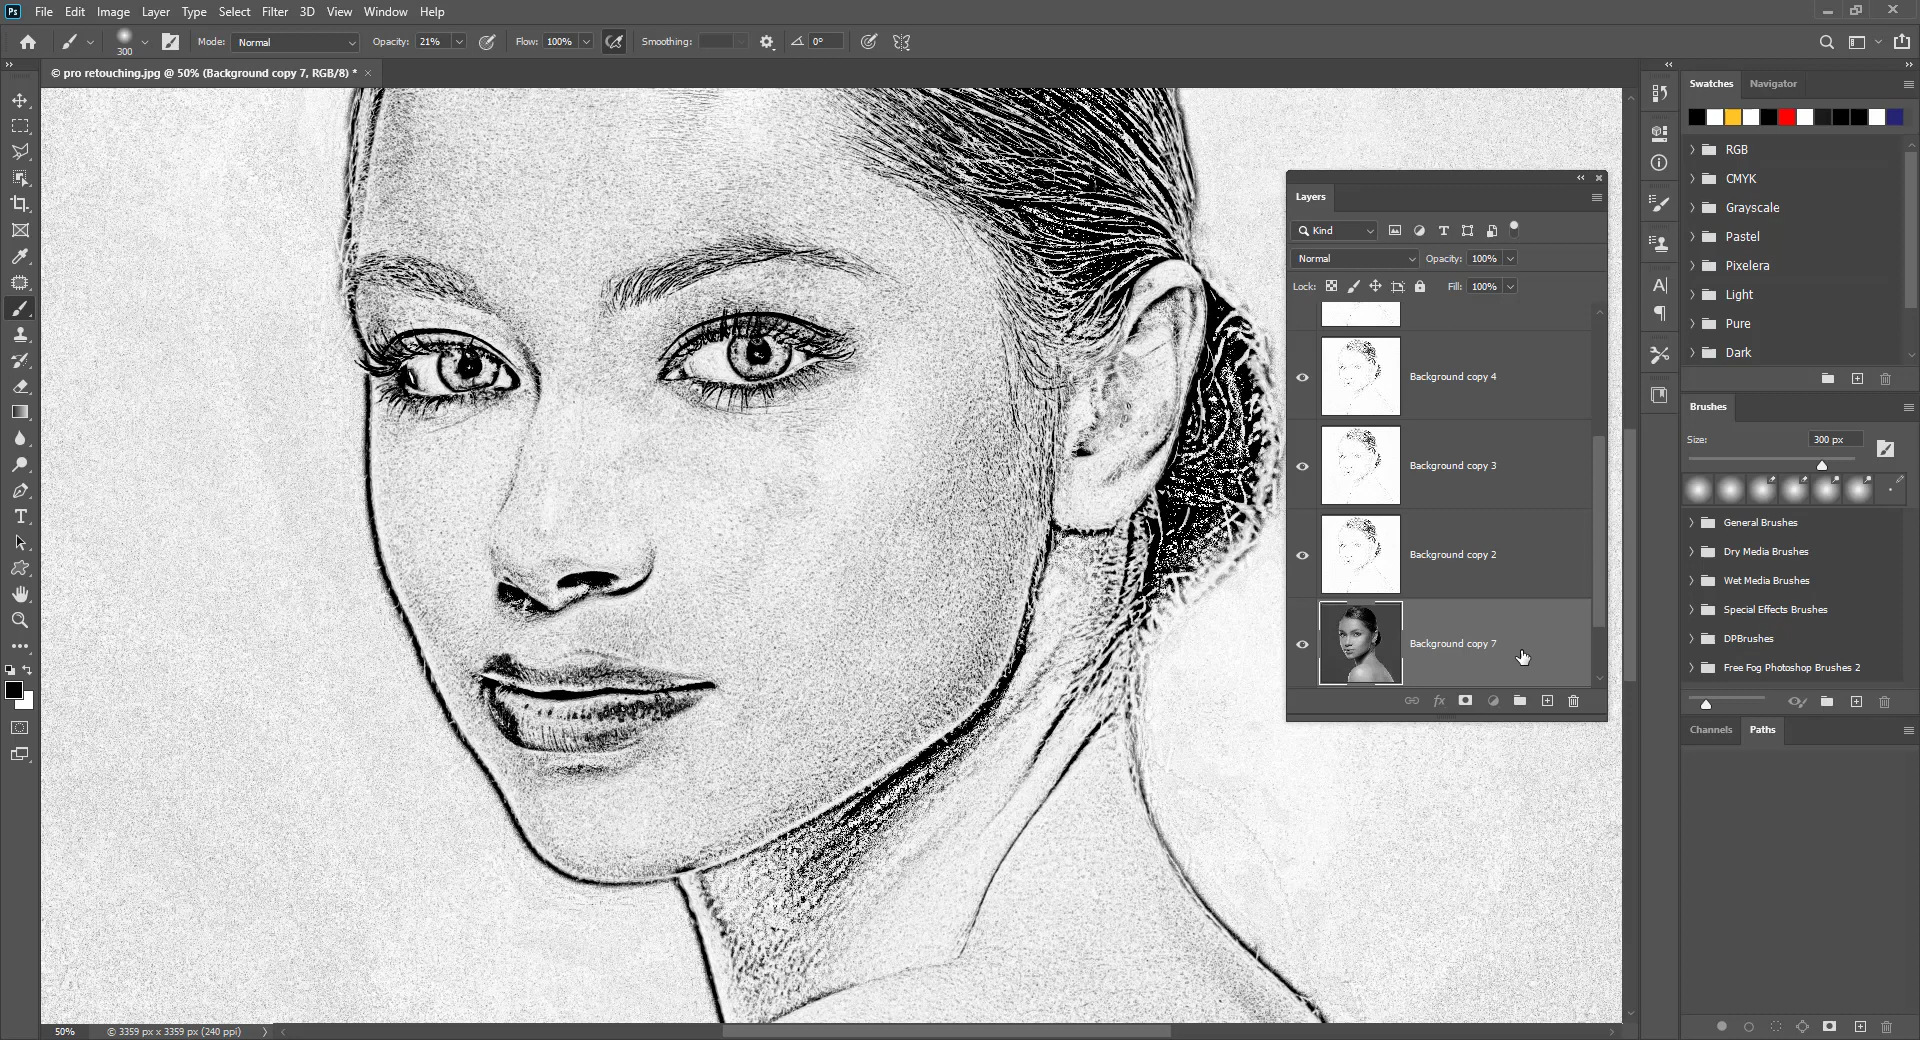 Ps File Edit Image Layer Type Select Filter 3D View Window Help
300 Mode: Normal Opacity: 21% Flow: 100% Smoothing: 0°
© pro retouching.jpg @ 50% (Background copy 7, RGB/8) *
Swatches Navigator
RGB
CMYK
Grayscale
Pastel
Pixelera
Light
Pure
Dark
Brushes
Size: 300 px
General Brushes
Dry Media Brushes
Wet Media Brushes
Special Effects Brushes
DPBrushes
Free Fog Photoshop Brushes 2
Channels Paths
Layers
Kind
Normal Opacity: 100%
Lock: Fill: 100%
Background copy 4
Background copy 3
Background copy 2
Background copy 7
fx
50% © 3359 px x 3359 px (240 ppi)